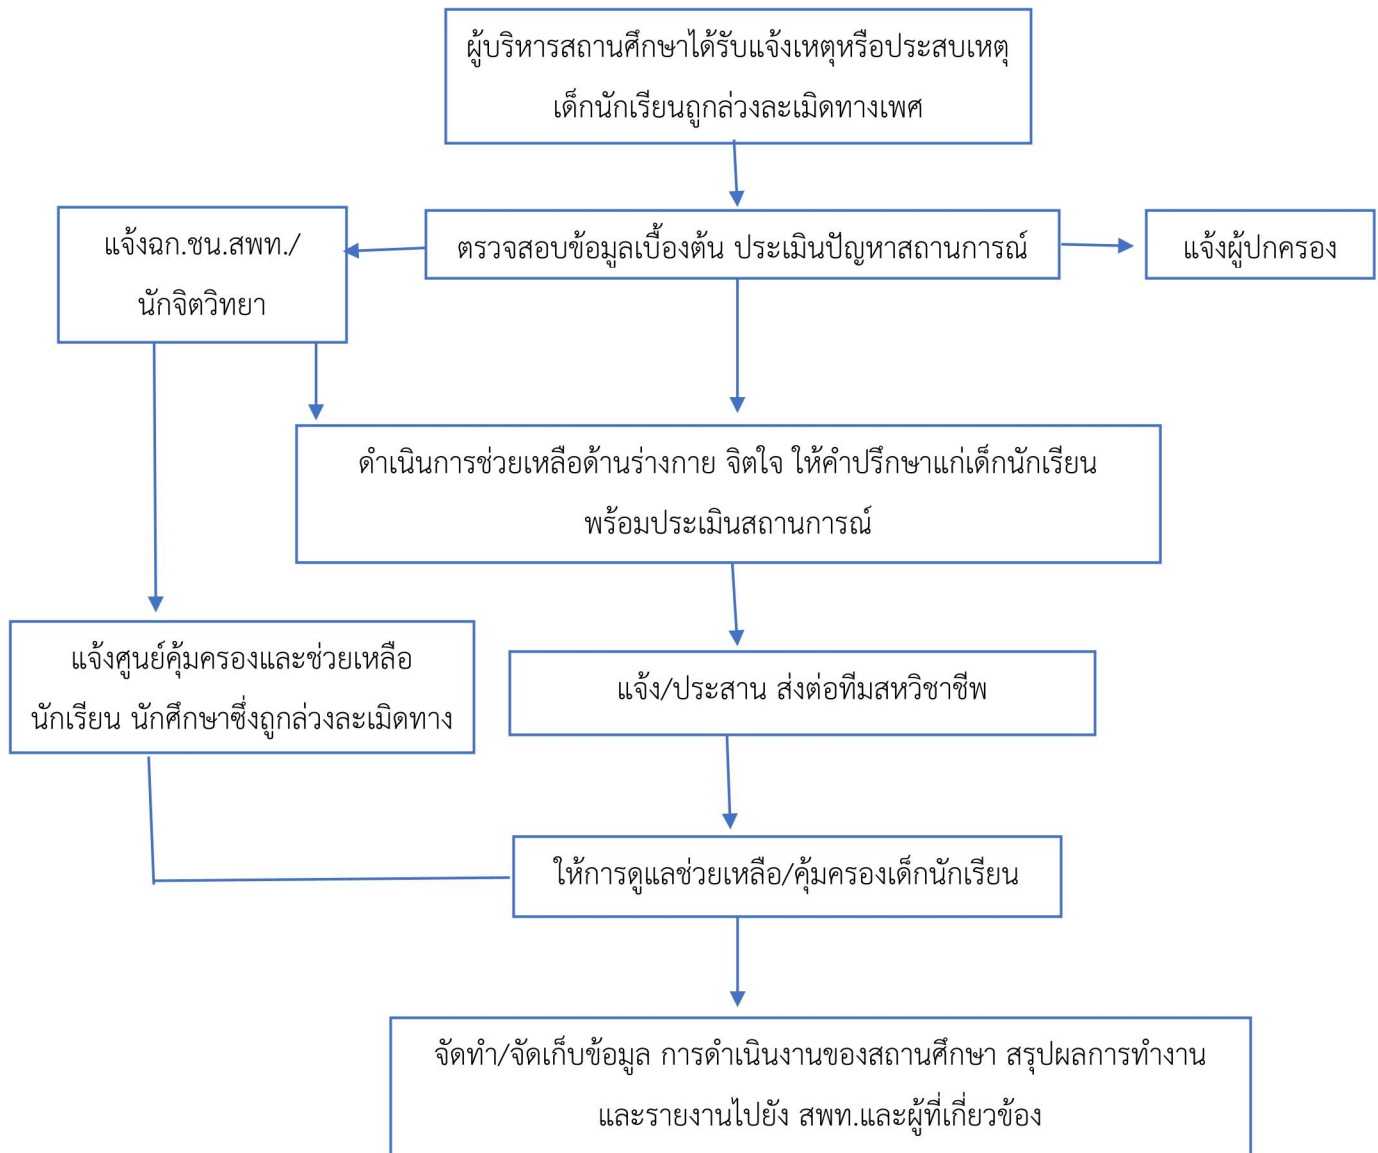 ผู้บริหารสถานศึกษาได้รับแจ้งเหตุหรือประสบเหตุ
เด็กนักเรียนถูกล่วงละเมิดทางเพศ
แจ้งฉก.ชน.สพท./
นักจิตวิทยา
ตรวจสอบข้อมูลเบื้องต้น ประเมินปัญหาสถานการณ์
แจ้งผู้ปกครอง
ดำเนินการช่วยเหลือด้านร่างกาย จิตใจ ให้คำปรึกษาแก่เด็กนักเรียน
พร้อมประเมินสถานการณ์
แจ้งศูนย์คุ้มครองและช่วยเหลือ
นักเรียน นักศึกษาซึ่งถูกล่วงละเมิดทาง
แจ้ง/ประสาน ส่งต่อทีมสหวิชาชีพ
ให้การดูแลช่วยเหลือ/คุ้มครองเด็กนักเรียน
จัดทำ/จัดเก็บข้อมูล การดำเนินงานของสถานศึกษา สรุปผลการทำงาน
และรายงานไปยัง สพท.และผู้ที่เกี่ยวข้อง